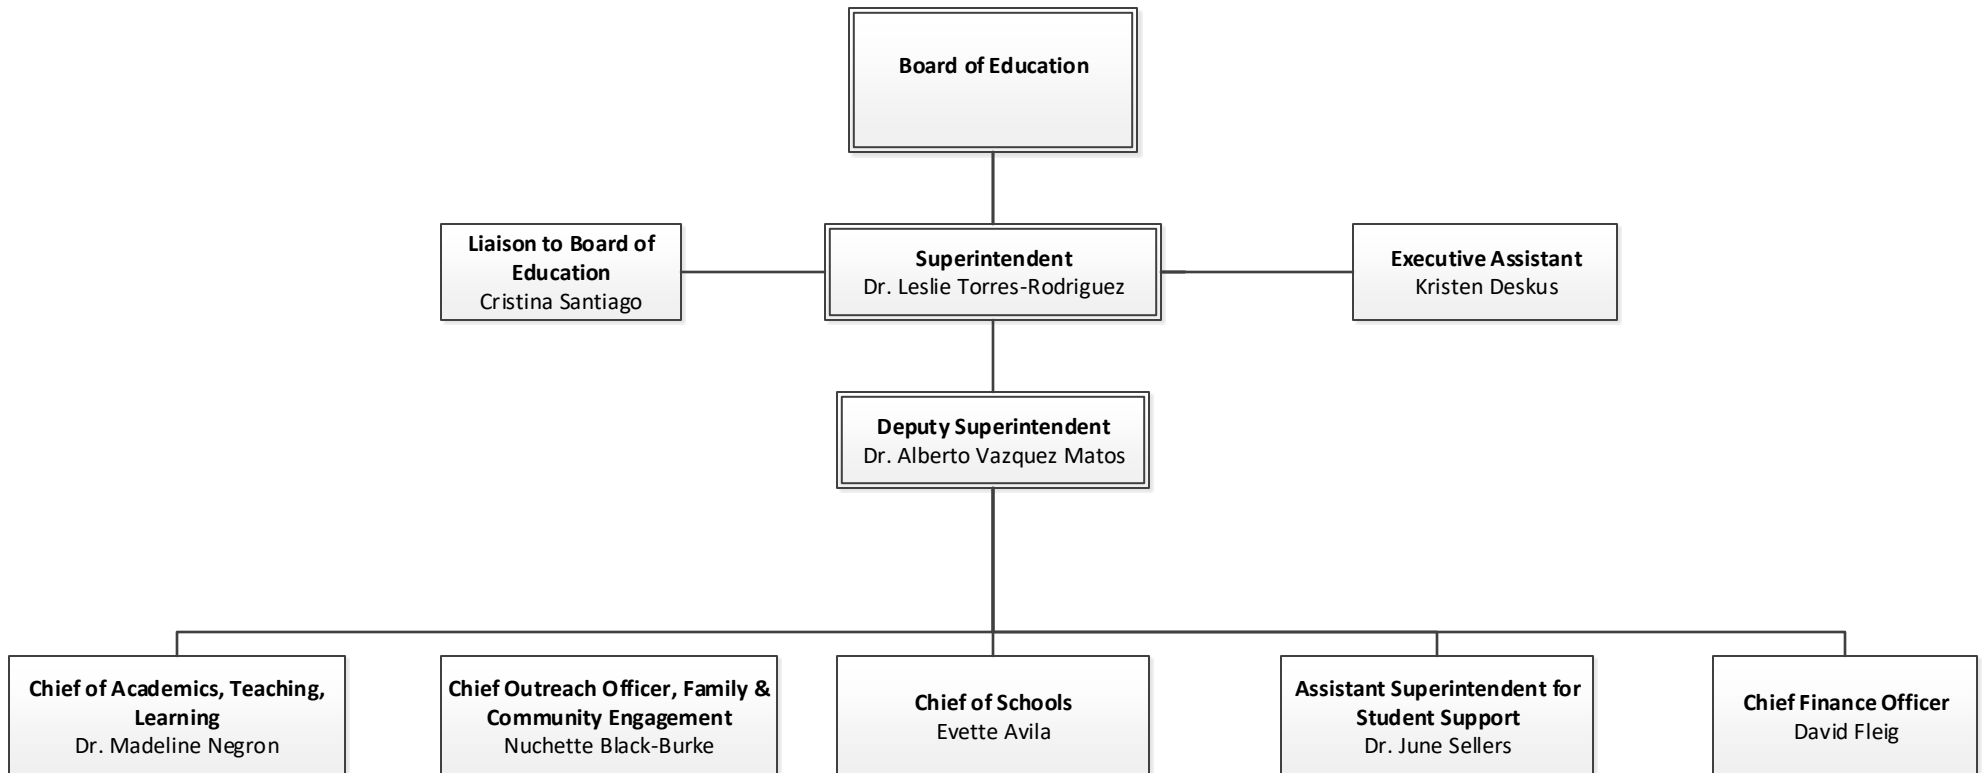 Board of Education
Liaison to Board of
Education
Cristina Santiago
Superintendent
Dr. Leslie Torres-Rodriguez
Executive Assistant
Kristen Deskus
Deputy Superintendent
Dr. Alberto Vazquez Matos
Chief of Academics, Teaching,
Learning
Dr. Madeline Negron
Chief Outreach Officer, Family &
Community Engagement
Nuchette Black-Burke
Chief of Schools
Evette Avila
Assistant Superintendent for
Student Support
Dr. June Sellers
Chief Finance Officer
David Fleig